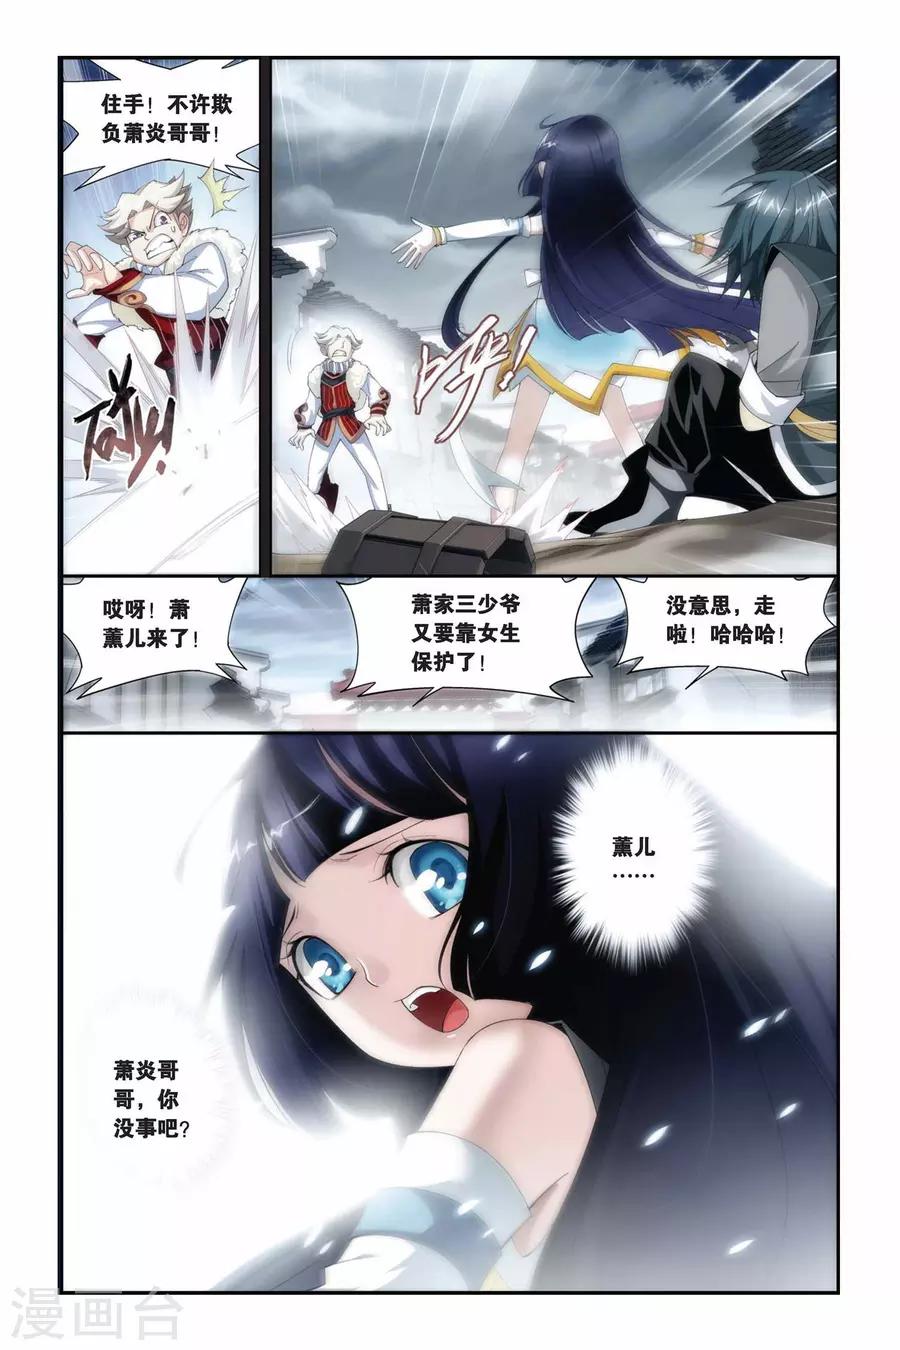 住手！不许欺
负萧炎哥哥！
呼！
哎呀！萧
薰儿来了！
萧家三少爷
又要靠女生
保护了！
没意思，走
啦！哈哈哈！
薰儿
……
萧炎哥
哥，你
没事吧？
漫画台